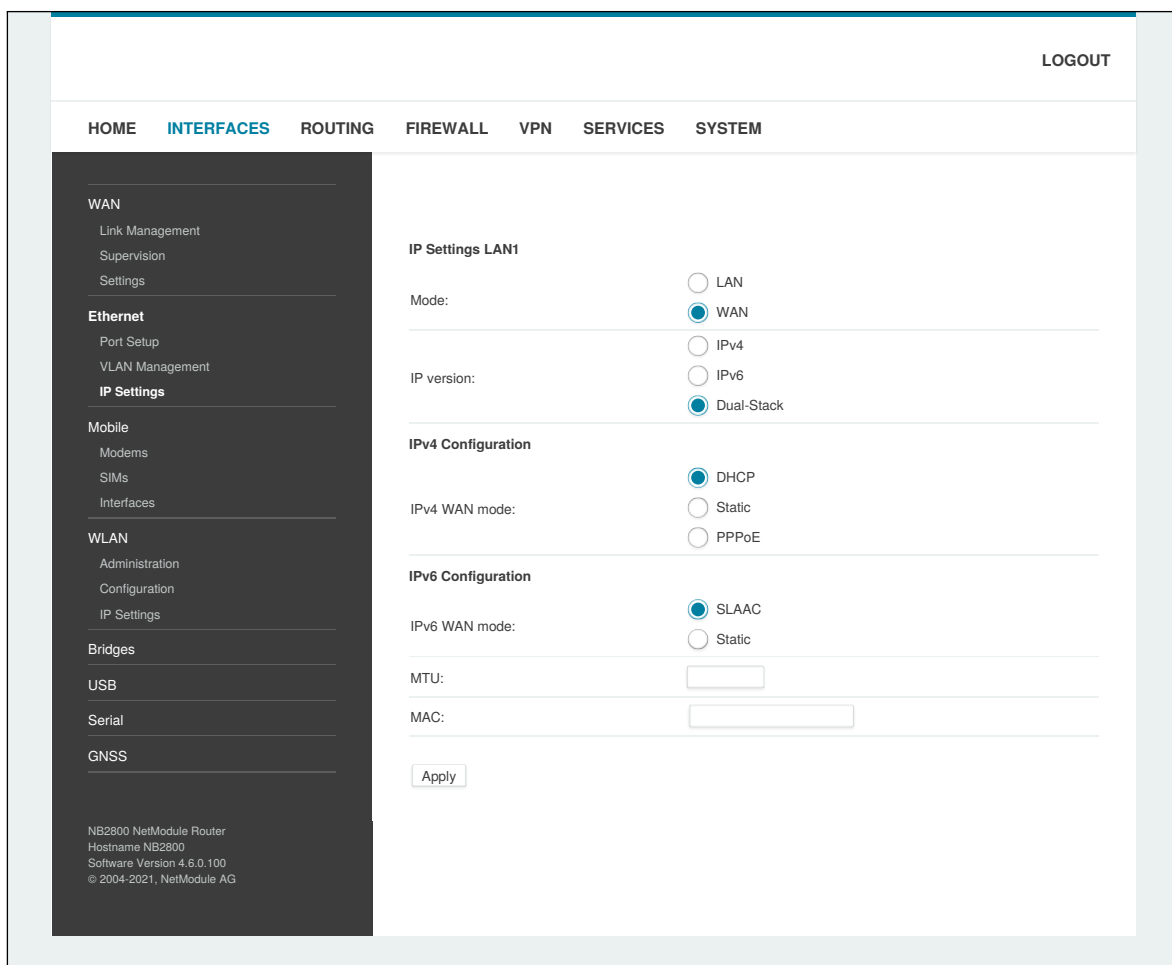 LOGOUT
HOME INTERFACES ROUTING FIREWALL VPN SERVICES SYSTEM
WAN
Link Management
Supervision
Settings
Ethernet
Port Setup
VLAN Management
IP Settings
Mobile
Modems
SIMs
Interfaces
WLAN
Administration
Configuration
IP Settings
Bridges
USB
Serial
GNSS
NB2800 NetModule Router
Hostname NB2800
Software Version 4.6.0.100
© 2004-2021, NetModule AG
IP Settings LAN1
Mode:
LAN
WAN
IP version:
IPv4
IPv6
Dual-Stack
IPv4 Configuration
IPv4 WAN mode:
DHCP
Static
PPPoE
IPv6 Configuration
IPv6 WAN mode:
SLAAC
Static
MTU:
MAC:
Apply